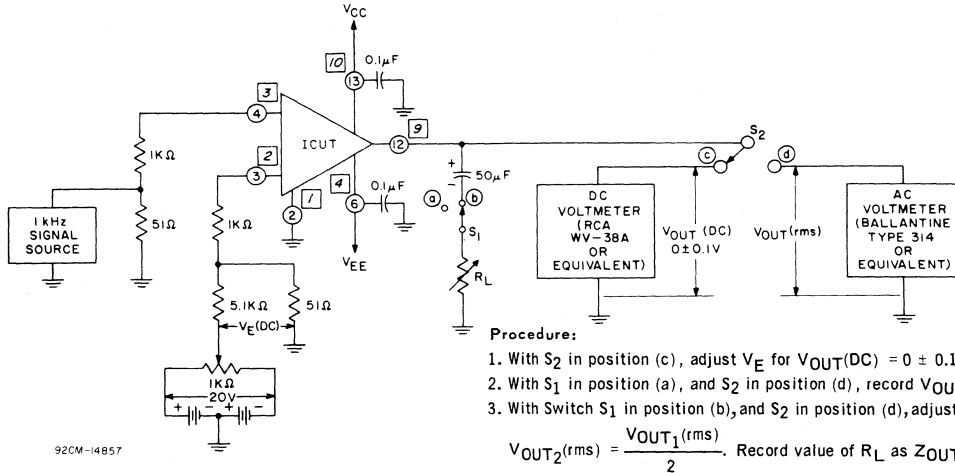 VCC
10
0.1µF
13
3
4
ICUT
9
12
S2
1KΩ
2
3
4
0.1µF
1
2
6
+
-
50µF
a
b
c
d
1 kHz
SIGNAL
SOURCE
51Ω
1KΩ
S1
VEE
RL
DC
VOLTMETER
(RCA
WV-38A
OR
EQUIVALENT)
VOUT(DC)
0±0.1V
VOUT(rms)
AC
VOLTMETER
(BALLANTINE
TYPE 314
OR
EQUIVALENT)
5.1KΩ
51Ω
VE(DC)
1KΩ
20V
+ - + -
Procedure:
1. With S2 in position (c), adjust VE for VOUT(DC) = 0 ± 0.1
2. With S1 in position (a), and S2 in position (d), record VOU
3. With Switch S1 in position (b), and S2 in position (d), adjust
VOUT2(rms) = VOUT1(rms) / 2. Record value of RL as ZOUT
92CM-14857